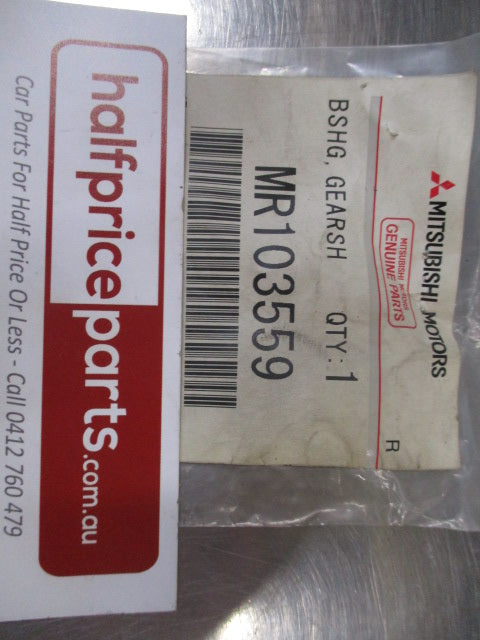 MITSUBISHI MOTORS
MITSUBISHI MOTORS
GENUINE PARTS
R
BSHG, GEARSH QTY: 1
MR103559
halfpriceparts.com.au
Car Parts For Half Price Or Less - Call 0412 760 479